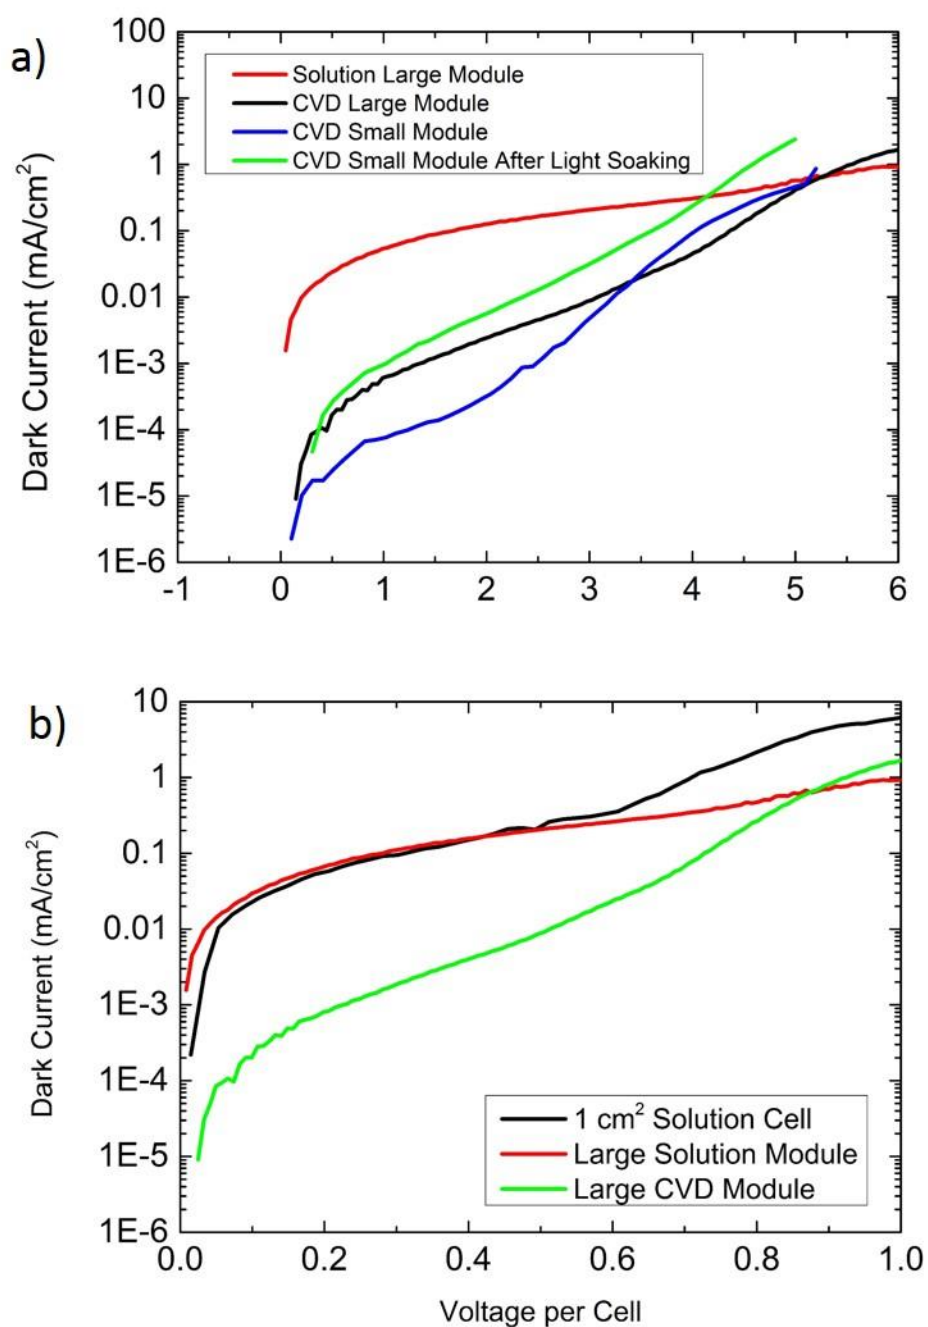 a)
100
10
1
0.1
0.01
1E-3
1E-4
1E-5
1E-6
Dark Current (mA/cm²)
Solution Large Module
CVD Large Module
CVD Small Module
CVD Small Module After Light Soaking
-1 0 1 2 3 4 5 6
b)
10
1
0.1
0.01
1E-3
1E-4
1E-5
1E-6
Dark Current (mA/cm²)
1 cm² Solution Cell
Large Solution Module
Large CVD Module
0.0 0.2 0.4 0.6 0.8 1.0
Voltage per Cell